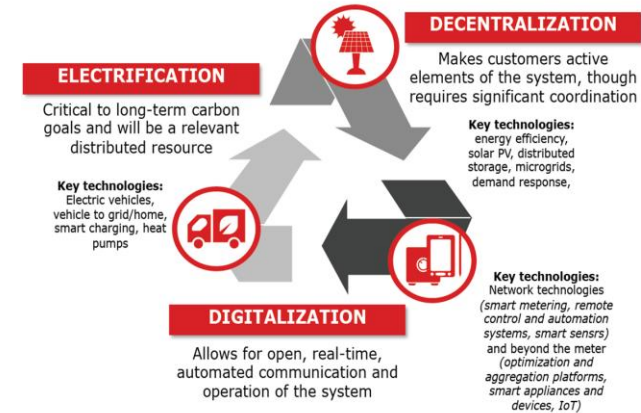 DECENTRALIZATION
Makes customers active
elements of the system, though
requires significant coordination
Key technologies:
energy efficiency,
solar PV, distributed
storage, microgrids,
demand response,
ELECTRIFICATION
Critical to long-term carbon
goals and will be a relevant
distributed resource
Key technologies:
Electric vehicles,
vehicle to grid/home,
smart charging, heat
pumps
DIGITALIZATION
Allows for open, real-time,
automated communication and
operation of the system
Key technologies:
Network technologies
(smart metering, remote
control and automation
systems, smart sensrs)
and beyond the meter
(optimization and
aggregation platforms,
smart appliances and
devices, IoT)